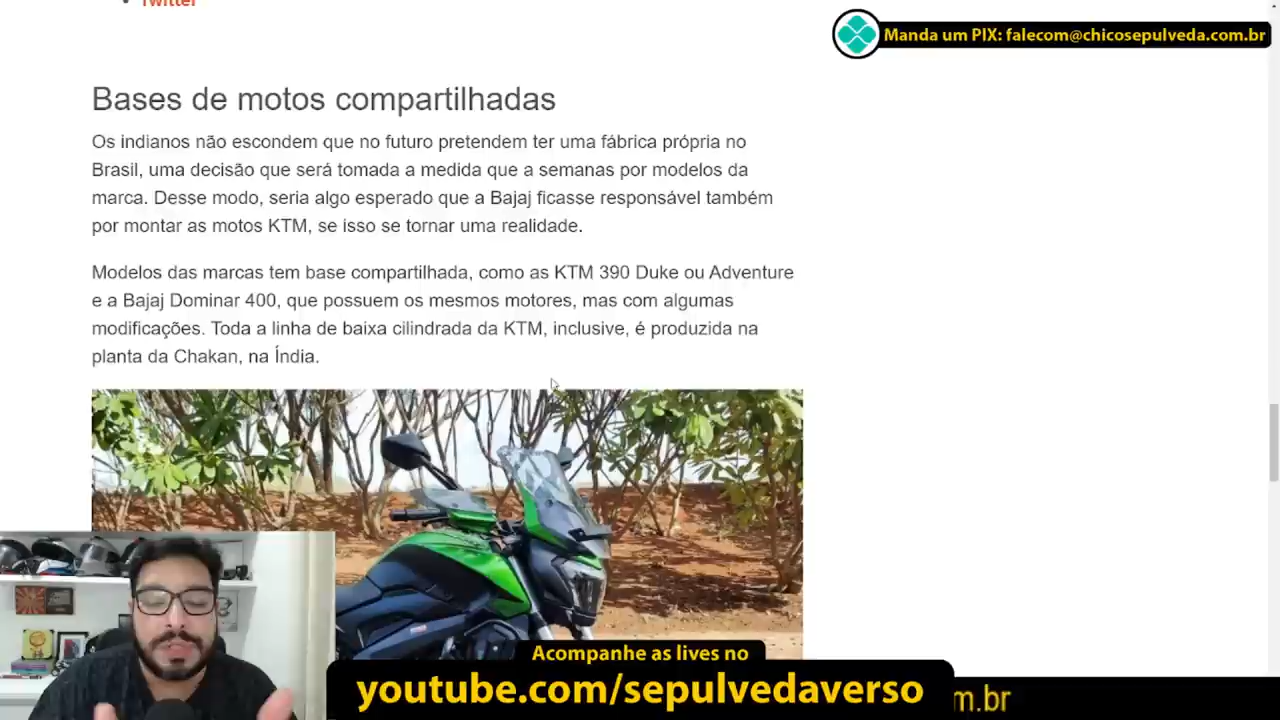 Twitter
Manda um PIX: falecom@chicosepulveda.com.br
Bases de motos compartilhadas
Os indianos não escondem que no futuro pretendem ter uma fábrica própria no
Brasil, uma decisão que será tomada a medida que a semanas por modelos da
marca. Desse modo, seria algo esperado que a Bajaj ficasse responsável também
por montar as motos KTM, se isso se tornar uma realidade.
Modelos das marcas tem base compartilhada, como as KTM 390 Duke ou Adventure
e a Bajaj Dominar 400, que possuem os mesmos motores, mas com algumas
modificações. Toda a linha de baixa cilindrada da KTM, inclusive, é produzida na
planta da Chakan, na Índia.
Acompanhe as lives no
youtube.com/sepulvedaverso
m.br